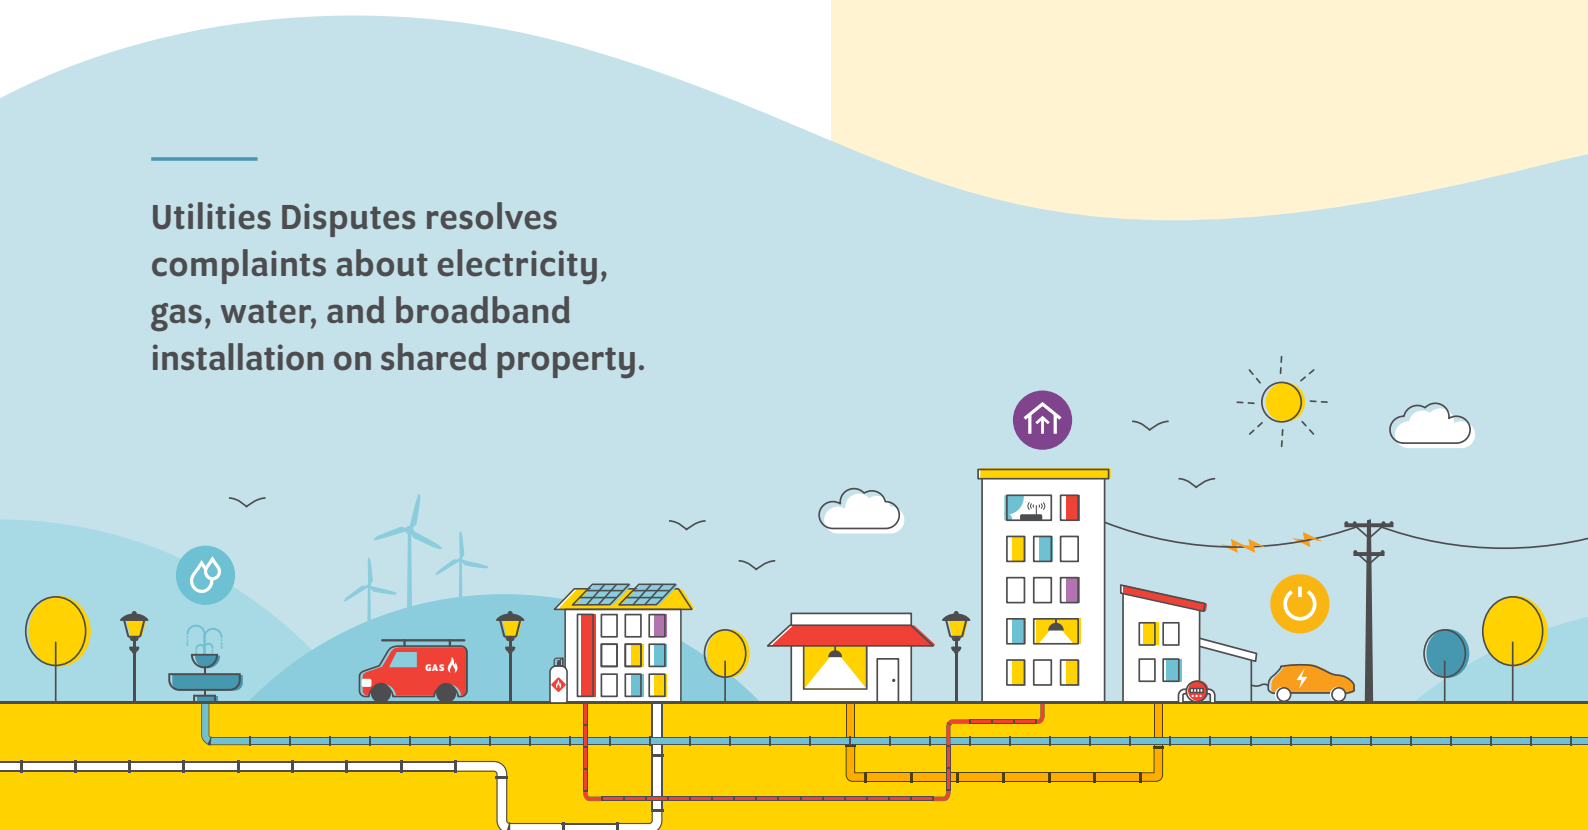 Utilities Disputes resolves
complaints about electricity,
gas, water, and broadband
installation on shared property.
GAS